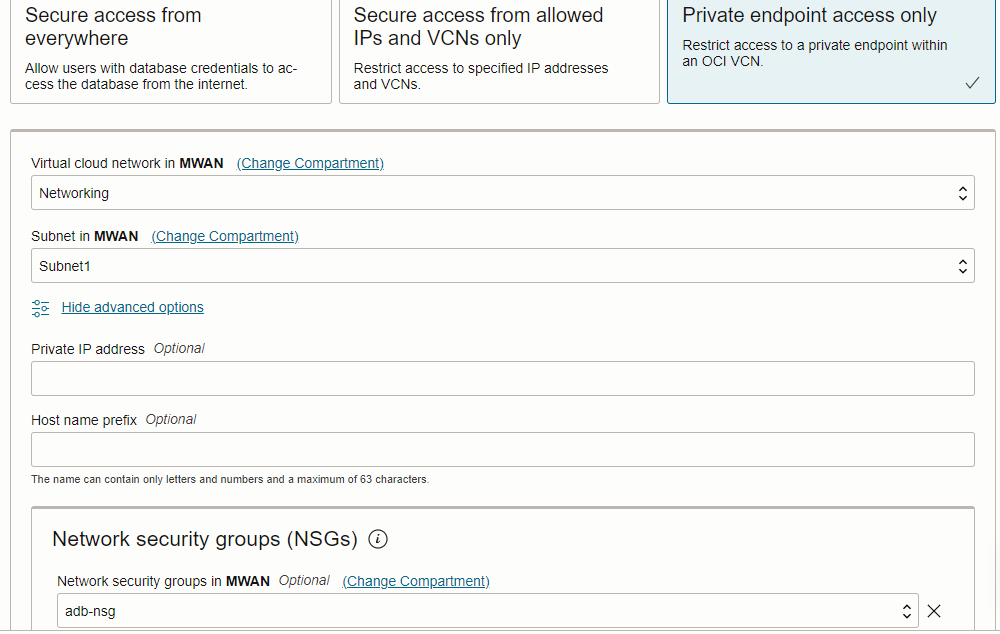 Secure access from
everywhere
Allow users with database credentials to ac-
cess the database from the internet.
Secure access from allowed
IPs and VCNs only
Restrict access to specified IP addresses
and VCNs.
Private endpoint access only
Restrict access to a private endpoint within
an OCI VCN.
Virtual cloud network in MWAN (Change Compartment)
Networking
Subnet in MWAN (Change Compartment)
Subnet1
Hide advanced options
Private IP address Optional
Host name prefix Optional
The name can contain only letters and numbers and a maximum of 63 characters.
Network security groups (NSGs)
Network security groups in MWAN Optional (Change Compartment)
adb-nsg